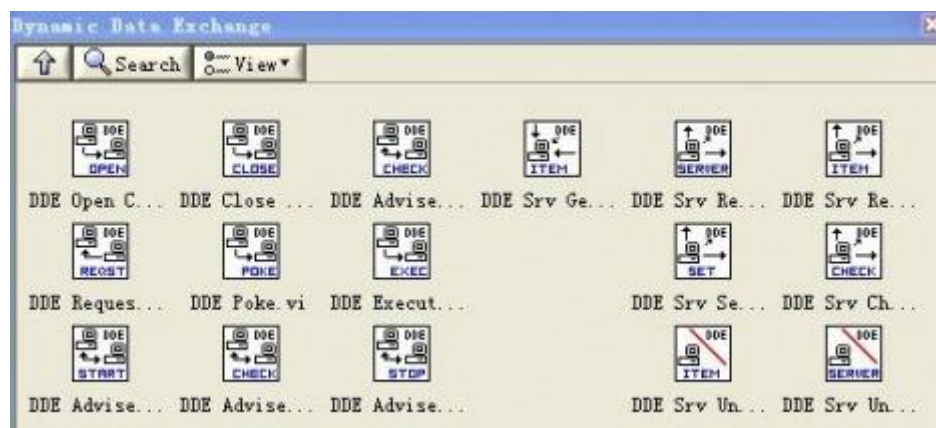 Dynamic Data Exchange
Search View
DDE DDE DDE DDE DDE DDE
OPEN CLOSE CHECK ITEM SERVER ITEM
DDE Open C... DDE Close ... DDE Advise... DDE Srv Ge... DDE Srv Re... DDE Srv Re...
DDE DDE DDE DDE DDE
REQST POKE EXEC SET CHECK
DDE Reques... DDE Poke.vi DDE Execut... DDE Srv Se... DDE Srv Ch...
DDE DDE DDE DDE DDE
START CHECK STOP ITEM SERVER
DDE Advise... DDE Advise... DDE Advise... DDE Srv Un... DDE Srv Un...